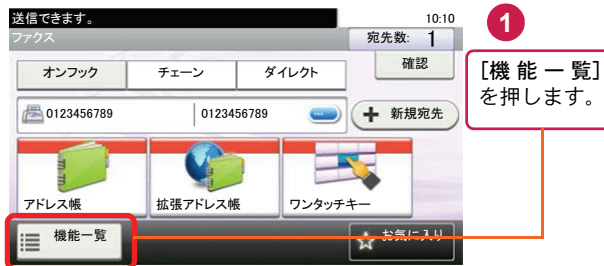 送信できます。 10:10
ファクス 宛先数: 1
オンフック チェーン ダイレクト 確認
0123456789 0123456789 新規宛先
アドレス帳 拡張アドレス帳 ワンタッチキー
機能一覧 お気に入り
1
[機能一覧]
を押します。